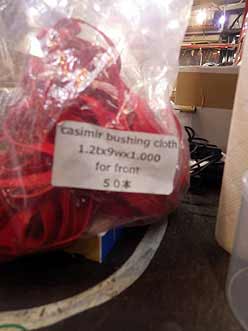 casimir bushing cloth
1.2tx9wx1.000
for front
50本